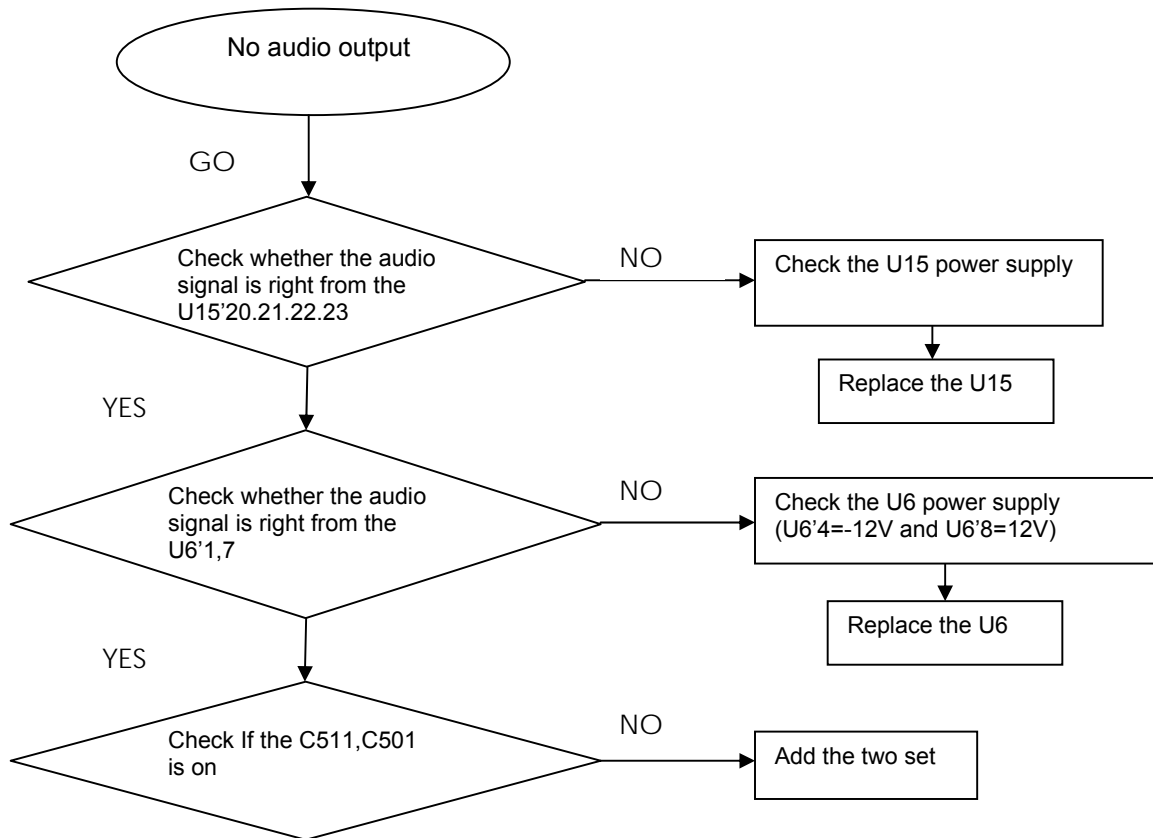 No audio output
GO
Check whether the audio
signal is right from the
U15’20.21.22.23
NO
Check the U15 power supply
Replace the U15
YES
Check whether the audio
signal is right from the
U6’1,7
NO
Check the U6 power supply
(U6’4=-12V and U6’8=12V)
Replace the U6
YES
Check If the C511,C501
is on
NO
Add the two set